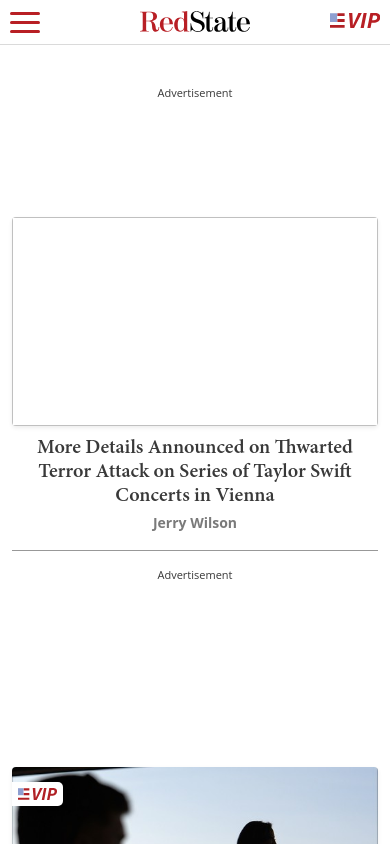 RedState
VIP
Advertisement
More Details Announced on Thwarted
Terror Attack on Series of Taylor Swift
Concerts in Vienna
Jerry Wilson
Advertisement
VIP